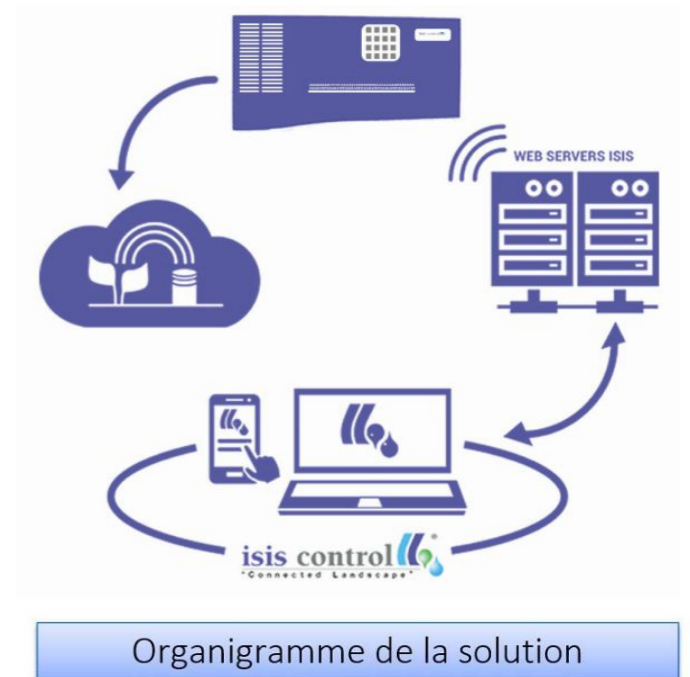 WEB SERVERS ISIS
isis control®
"Connected Landscape"
Organigramme de la solution